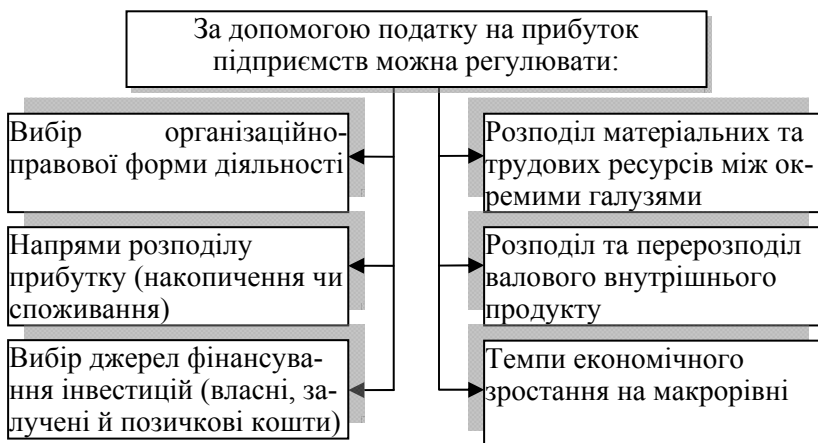 За допомогою податку на прибуток
підприємств можна регулювати:
Вибір організаційно-
правової форми діяльності
Напрями розподілу
прибутку (накопичення чи
споживання)
Вибір джерел фінансува-
ння інвестицій (власні, за-
лучені й позичкові кошти)
Розподіл матеріальних та
трудових ресурсів між ок-
ремими галузями
Розподіл та перерозподіл
валового внутрішнього
продукту
Темпи економічного
зростання на макрорівні